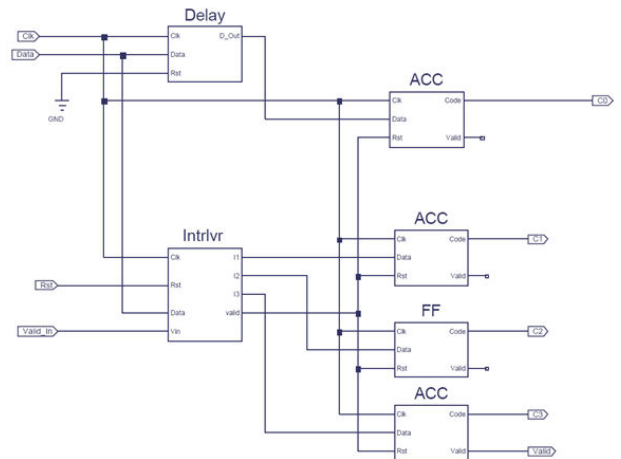 Delay
Clk
Clk
D_Out
Data
Data
Rst
GND
ACC
Clk
Code
C0
Data
Rst
Valid
Intrlvr
Clk
I1
I2
Rst
Rst
I3
Data
valid
Valid_In
Vin
ACC
Clk
Code
C1
Data
Rst
Valid
FF
Clk
Code
C2
Data
Rst
Valid
ACC
Clk
Code
C3
Data
Rst
Valid
Valid